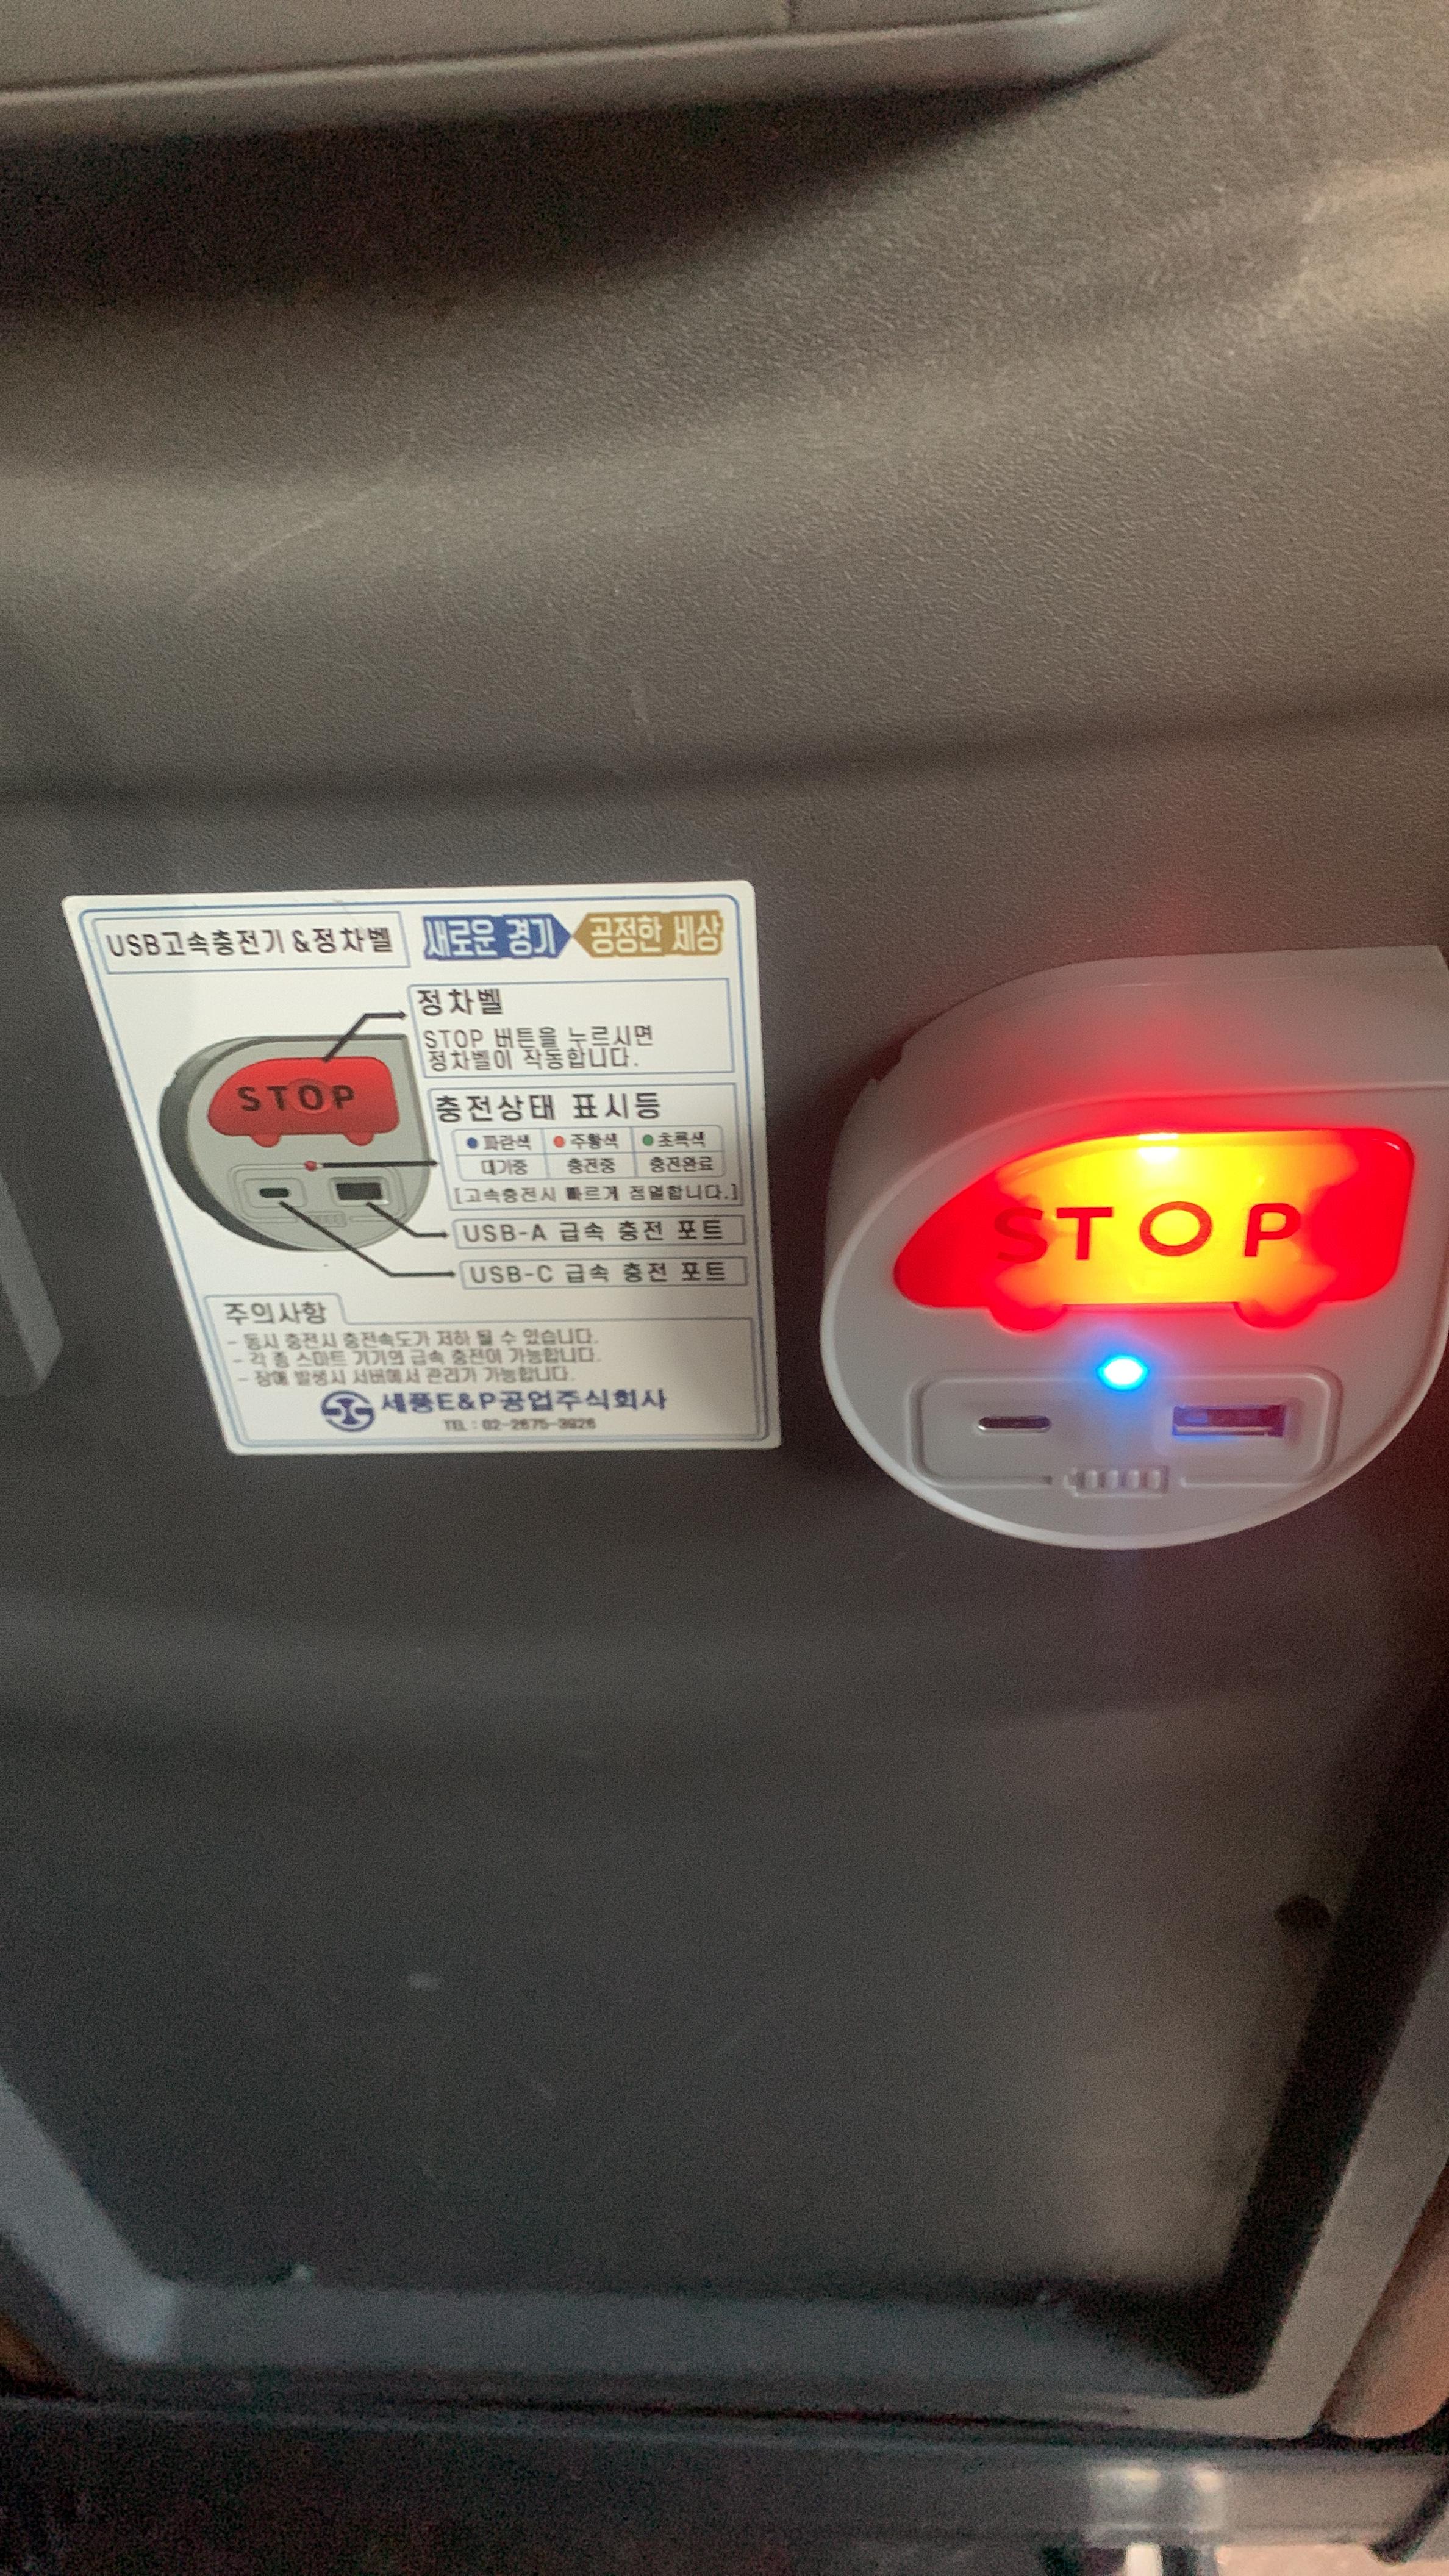 USB고속충전기&정차벨
새로운 경기 공정한 세상
정차벨
STOP 버튼을 누르시면
정차벨이 작동합니다.
STOP
충전상태 표시등
파란색 주황색 초록색
대기중 충전중 충전완료
[고속충전시 빠르게 점멸합니다.]
USB-A 급속 충전 포트
USB-C 급속 충전 포트
주의사항
- 동시 충전시 충전속도가 저하 될 수 있습니다.
- 각 종 스마트 기기의 급속 충전이 가능합니다.
- 장애 발생시 서버에서 관리가 가능합니다.
세풍E&P공업주식회사
TEL : 02-2675-3926
STOP